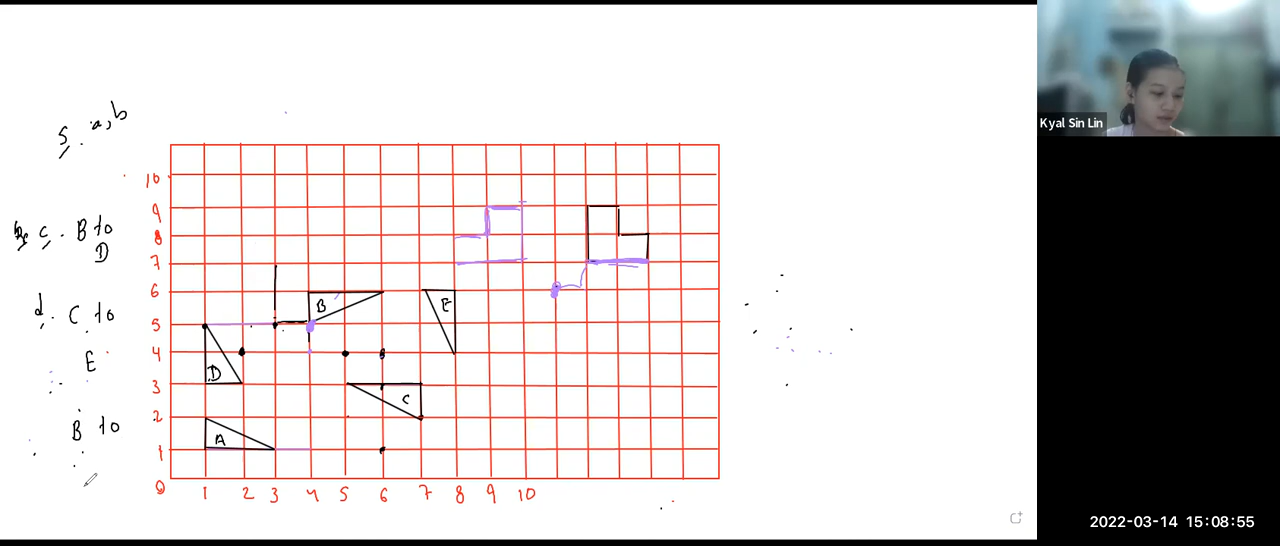 5. a, b
c. B to
D
d. C to
E
B to
10
9
8
7
6
5
4
3
2
1
0
1 2 3 4 5 6 7 8 9 10
B
E
D
C
A
Kyal Sin Lin
2022-03-14 15:08:55